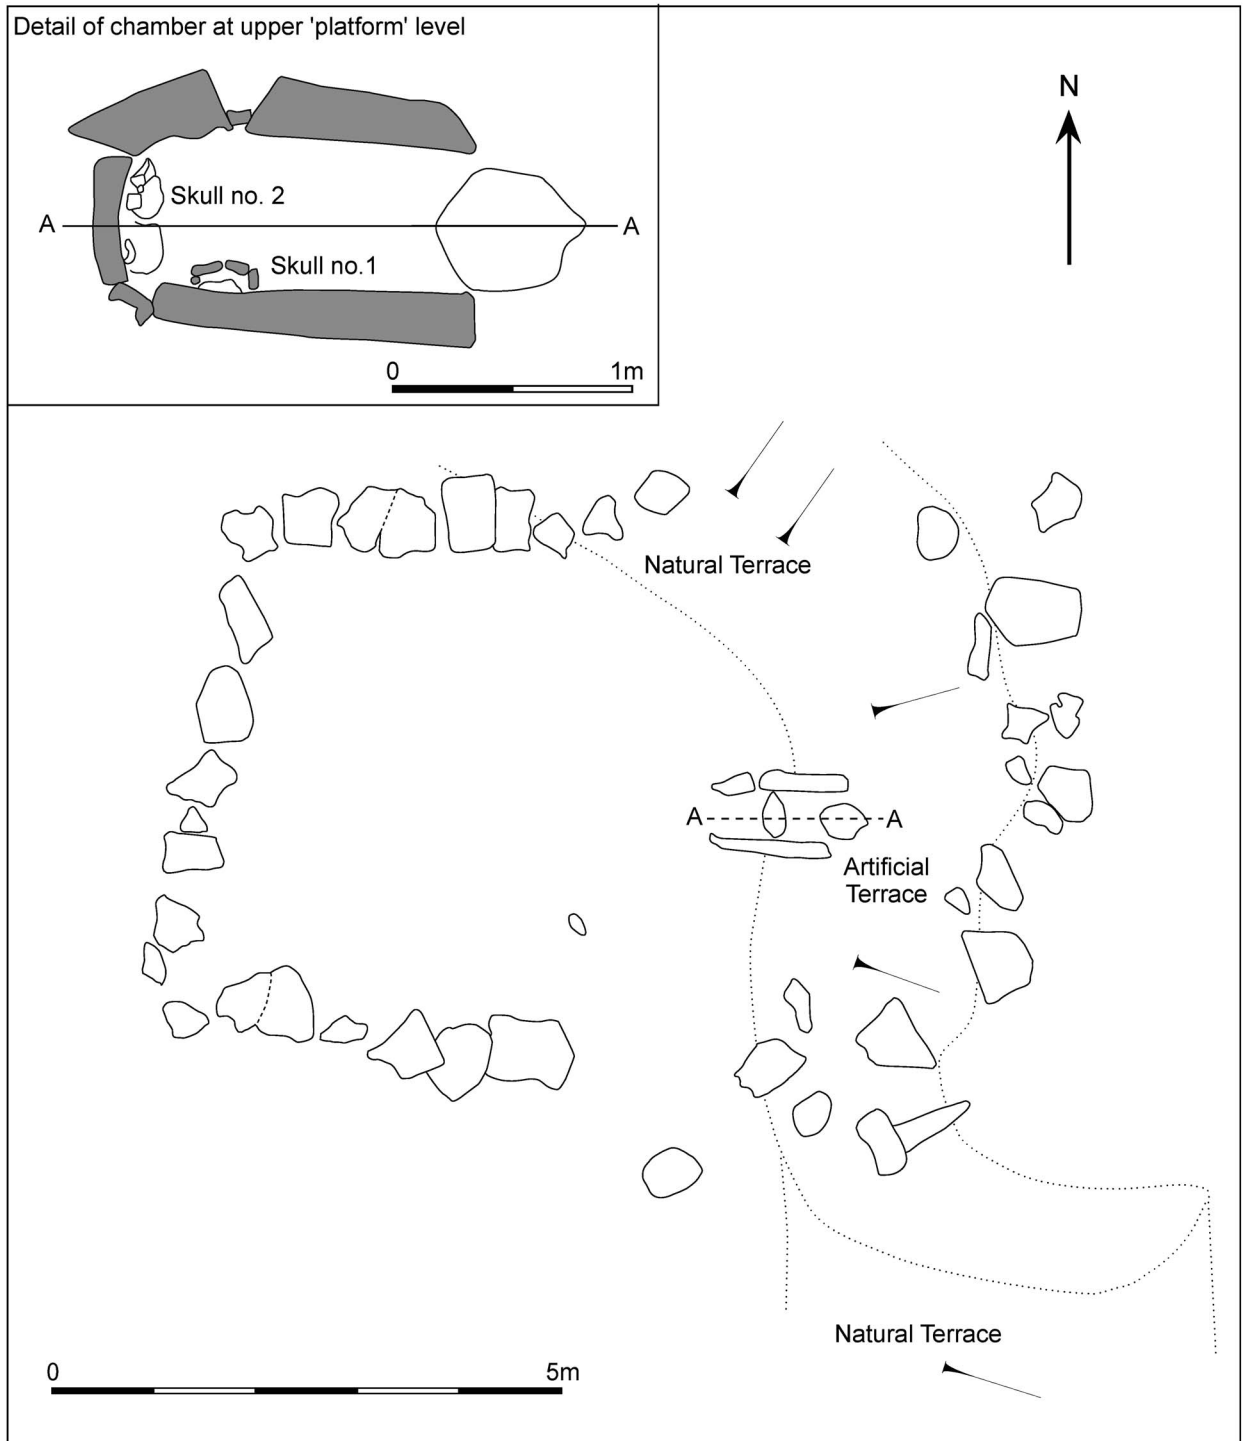 Detail of chamber at upper 'platform' level
N
Skull no. 2
A
A
Skull no.1
0
1m
Natural Terrace
A
A
Artificial
Terrace
Natural Terrace
0
5m